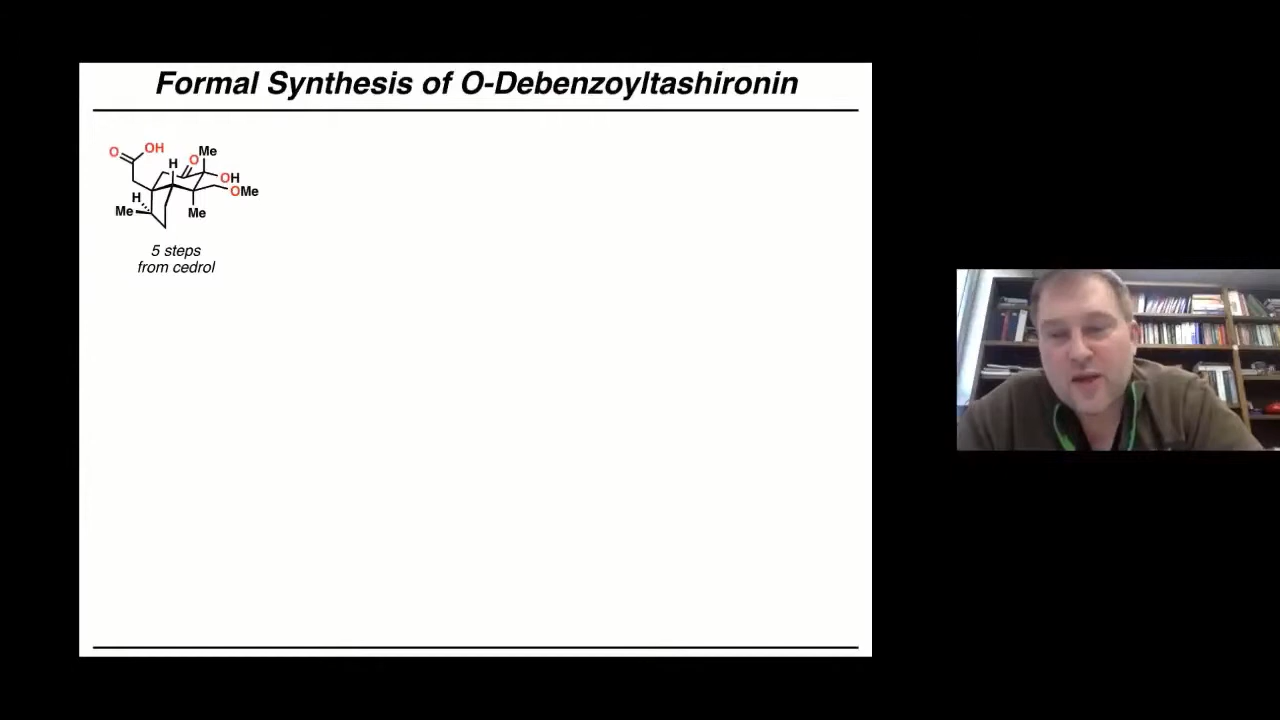 Formal Synthesis of O-Debenzoyltashironin
O OH
H O Me
OH
H OMe
Me Me
5 steps
from cedrol